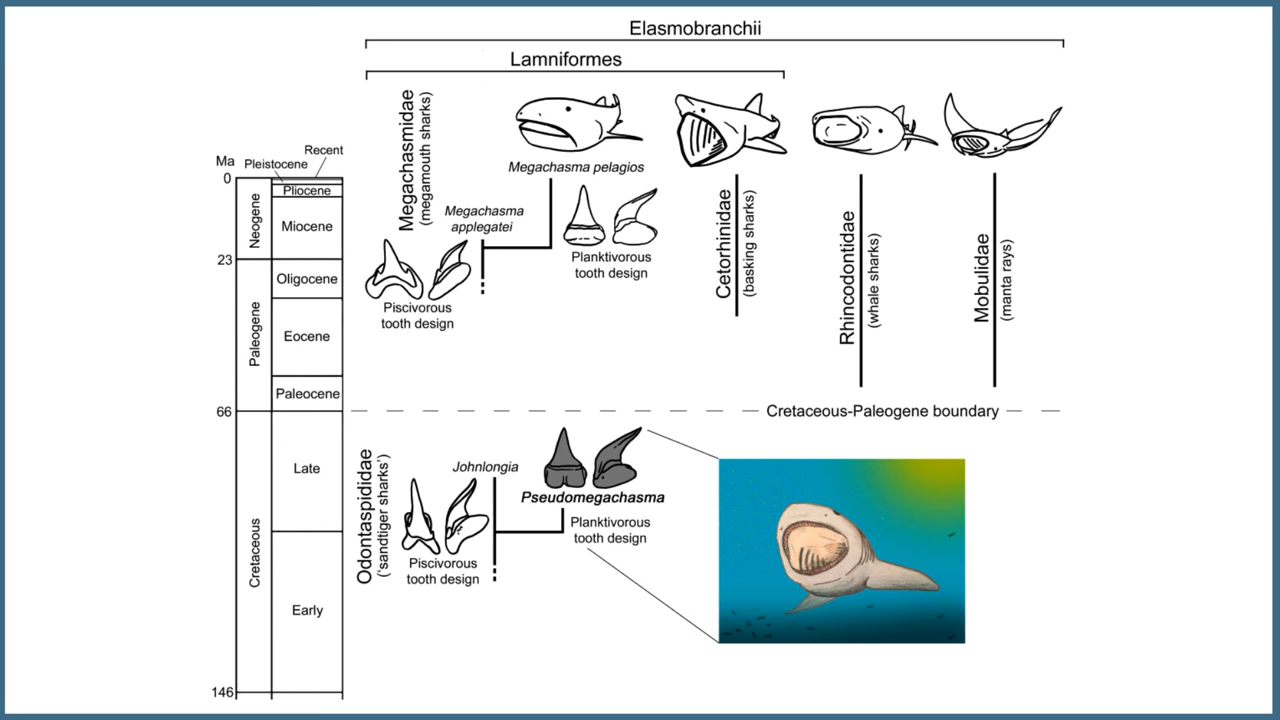 Elasmobranchii
Lamniformes
Megachasmidae
(megamouth sharks)
Megachasma pelagios
Megachasma
applegatei
Piscivorous
tooth design
Planktivorous
tooth design
Cetorhinidae
(basking sharks)
Rhincodontidae
(whale sharks)
Mobulidae
(manta rays)
Ma
Pleistocene
Recent
0
Pliocene
Neogene
Miocene
23
Oligocene
Paleogene
Eocene
Paleocene
66
Cretaceous-Paleogene boundary
Late
Cretaceous
Early
146
Odontaspididae
('sandtiger sharks')
Johnlongia
Piscivorous
tooth design
Pseudomegachasma
Planktivorous
tooth design